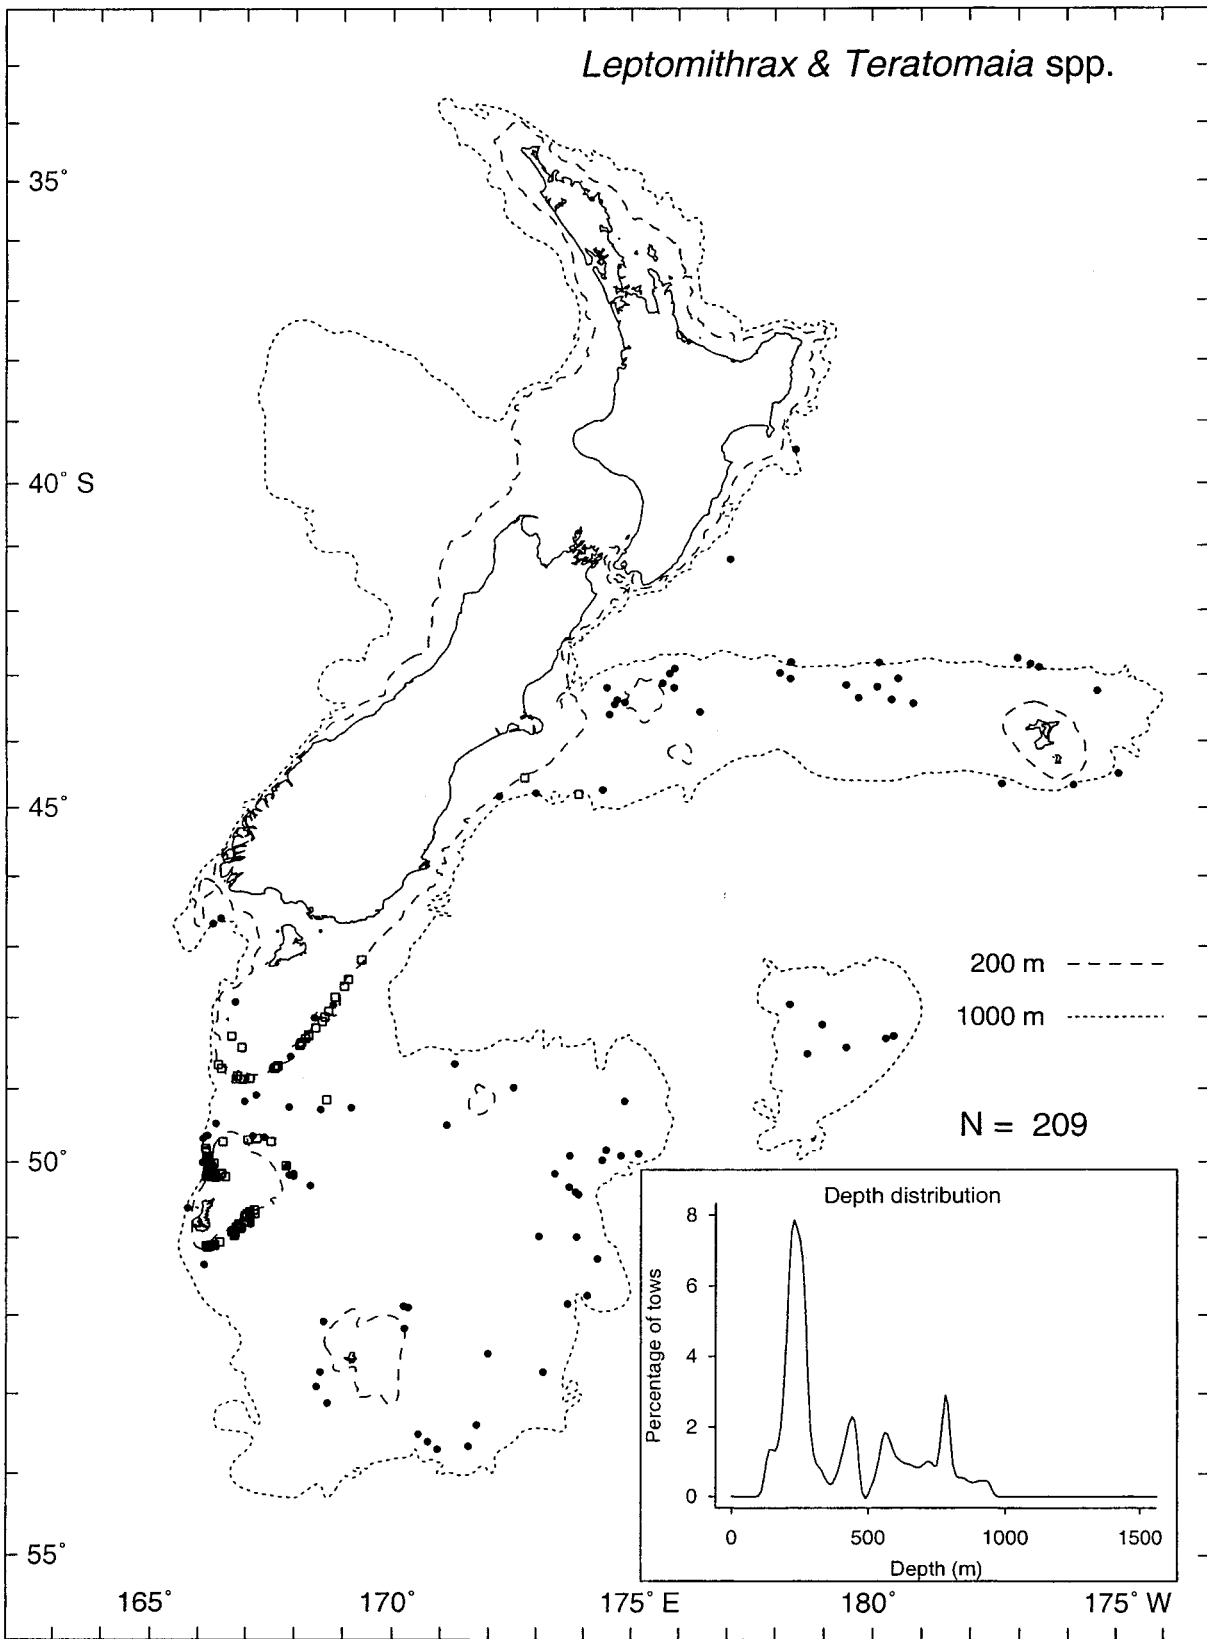 Leptomithrax & Teratomaia spp.
35°
40° S
45°
200 m
1000 m
N = 209
50°
Depth distribution
8
6
4
2
0
Percentage of tows
0 500 1000 1500
Depth (m)
55°
165° 170° 175° E 180° 175° W